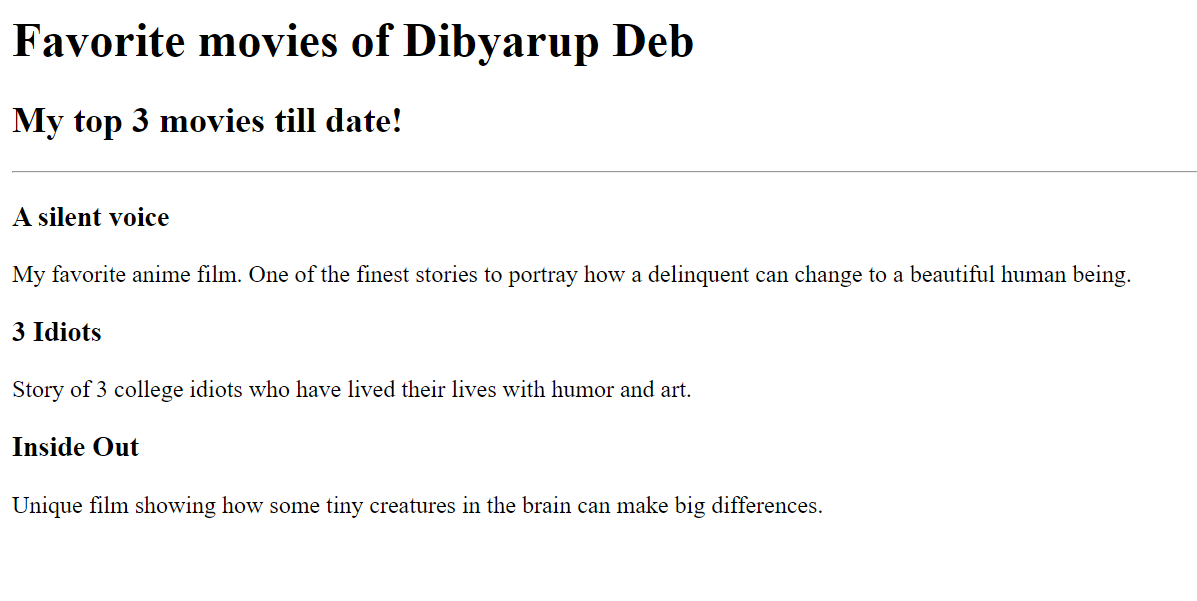 Favorite movies of Dibyarup Deb
My top 3 movies till date!
A silent voice
My favorite anime film. One of the finest stories to portray how a delinquent can change to a beautiful human being.
3 Idiots
Story of 3 college idiots who have lived their lives with humor and art.
Inside Out
Unique film showing how some tiny creatures in the brain can make big differences.